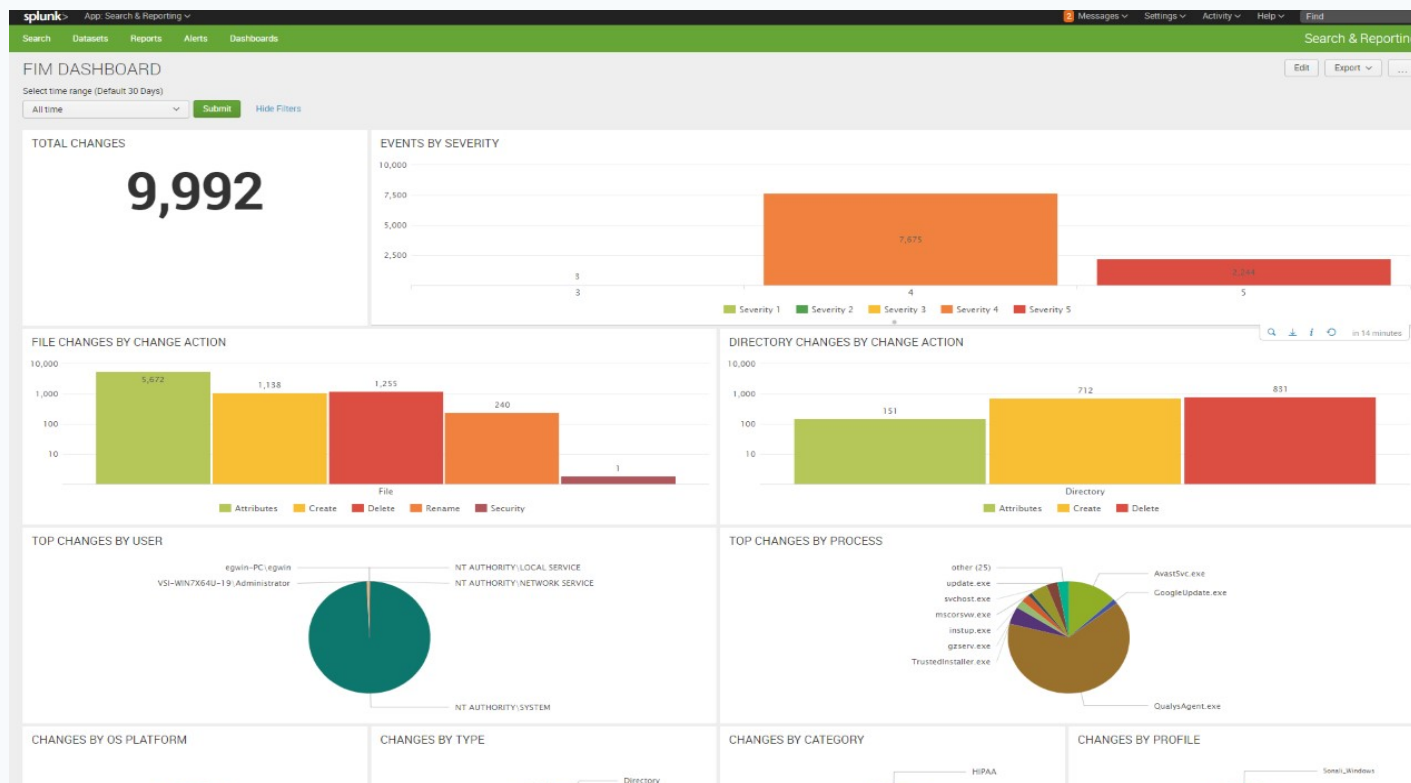 splunk> App: Search & Reporting
2 Messages Settings Activity Help Find
Search Datasets Reports Alerts Dashboards
Search & Reporting
FIM DASHBOARD
Edit Export ...
Select time range (Default 30 Days)
All time Submit Hide Filters
TOTAL CHANGES
9,992
EVENTS BY SEVERITY
10,000
7,500
5,000
2,500
7,675
3 4 5
Severity 1 Severity 2 Severity 3 Severity 4 Severity 5
in 14 minutes
FILE CHANGES BY CHANGE ACTION
10,000
1,000
100
10
5,672 1,138 1,255 240 1
File
Attributes Create Delete Rename Security
DIRECTORY CHANGES BY CHANGE ACTION
10,000
1,000
100
10
151 712 831
Directory
Attributes Create Delete
TOP CHANGES BY USER
egwin-PC\egwin
VSI-WIN7X64U-19\Administrator
NT AUTHORITY\LOCAL SERVICE
NT AUTHORITY\NETWORK SERVICE
NT AUTHORITY\SYSTEM
TOP CHANGES BY PROCESS
other (25)
update.exe
svchost.exe
mscorsvw.exe
instup.exe
gzserv.exe
TrustedInstaller.exe
AvastSvc.exe
GoogleUpdate.exe
QualysAgent.exe
CHANGES BY OS PLATFORM
CHANGES BY TYPE
Directory
CHANGES BY CATEGORY
HIPAA
CHANGES BY PROFILE